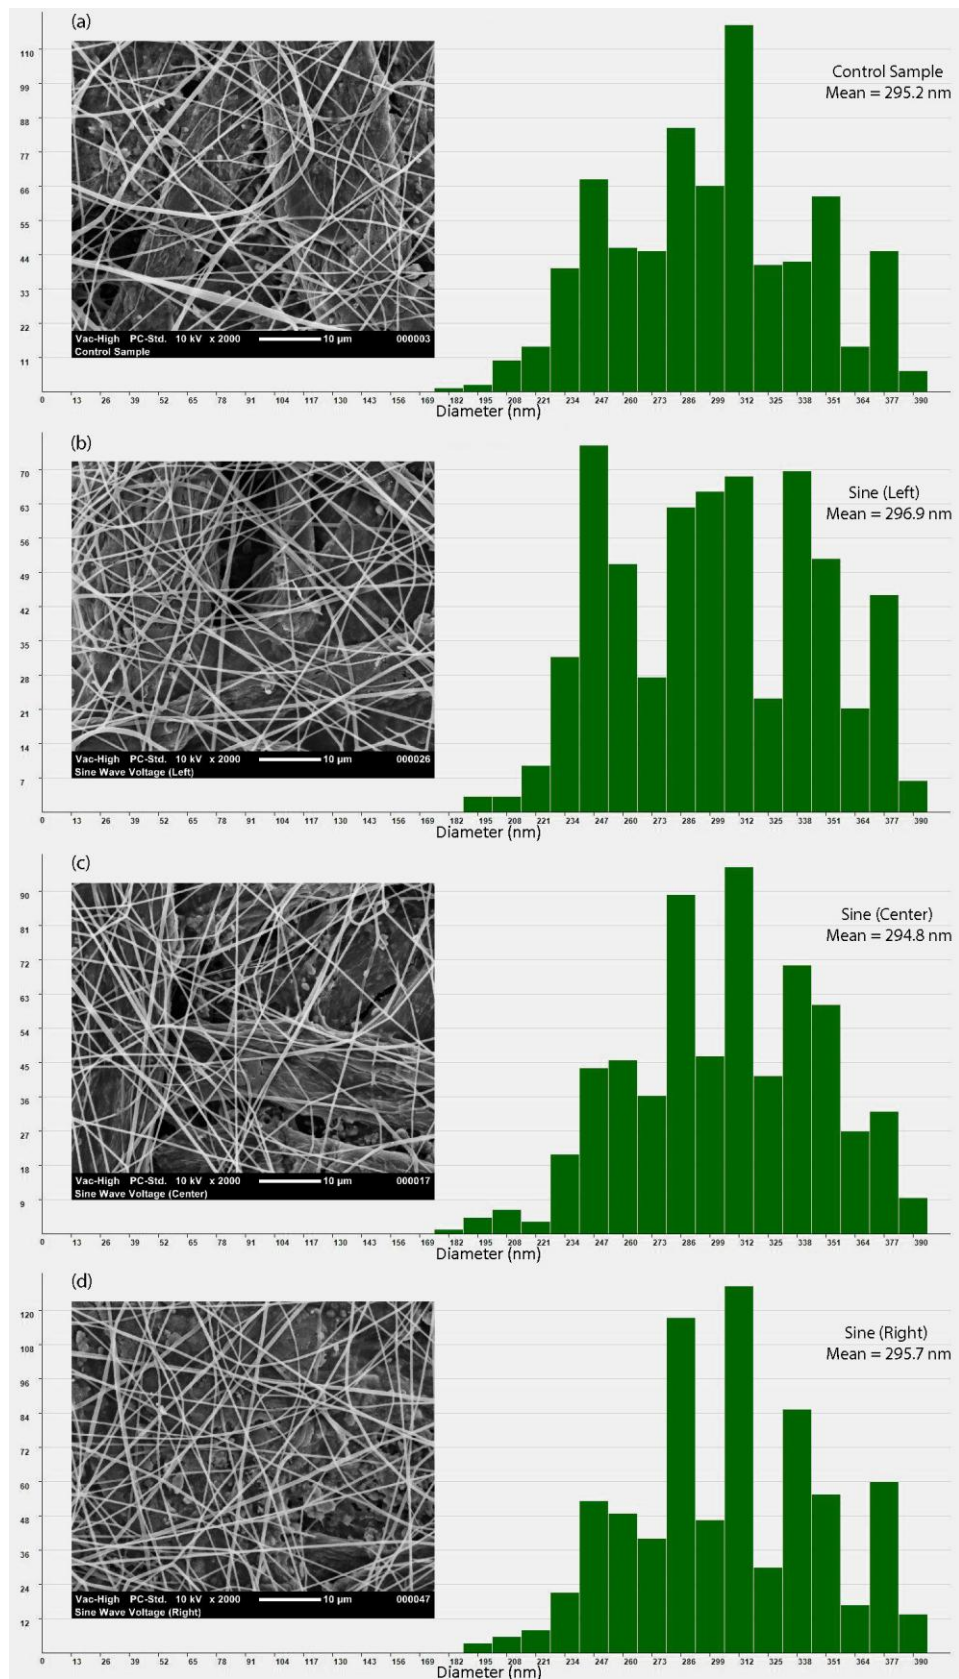 (a)
110
99
88
77
66
55
44
33
22
11
Control Sample
Mean = 295.2 nm
Vac-High PC-Std. 10 kV x 2000 10 µm 000003
Control Sample
0 13 26 39 52 65 78 91 104 117 130 143 156 169 182 195 208 221 234 247 260 273 286 299 312 325 338 351 364 377 390
Diameter (nm)
(b)
70
63
56
49
42
35
28
21
14
7
Sine (Left)
Mean = 296.9 nm
Vac-High PC-Std. 10 kV x 2000 10 µm 000026
Sine Wave Voltage (Left)
0 13 26 39 52 65 78 91 104 117 130 143 156 169 182 195 208 221 234 247 260 273 286 299 312 325 338 351 364 377 390
Diameter (nm)
(c)
90
81
72
63
54
45
36
27
18
9
Sine (Center)
Mean = 294.8 nm
Vac-High PC-Std. 10 kV x 2000 10 µm 000017
Sine Wave Voltage (Center)
0 13 26 39 52 65 78 91 104 117 130 143 156 169 182 195 208 221 234 247 260 273 286 299 312 325 338 351 364 377 390
Diameter (nm)
(d)
120
108
96
84
72
60
48
36
24
12
Sine (Right)
Mean = 295.7 nm
Vac-High PC-Std. 10 kV x 2000 10 µm 000047
Sine Wave Voltage (Right)
0 13 26 39 52 65 78 91 104 117 130 143 156 169 182 195 208 221 234 247 260 273 286 299 312 325 338 351 364 377 390
Diameter (nm)